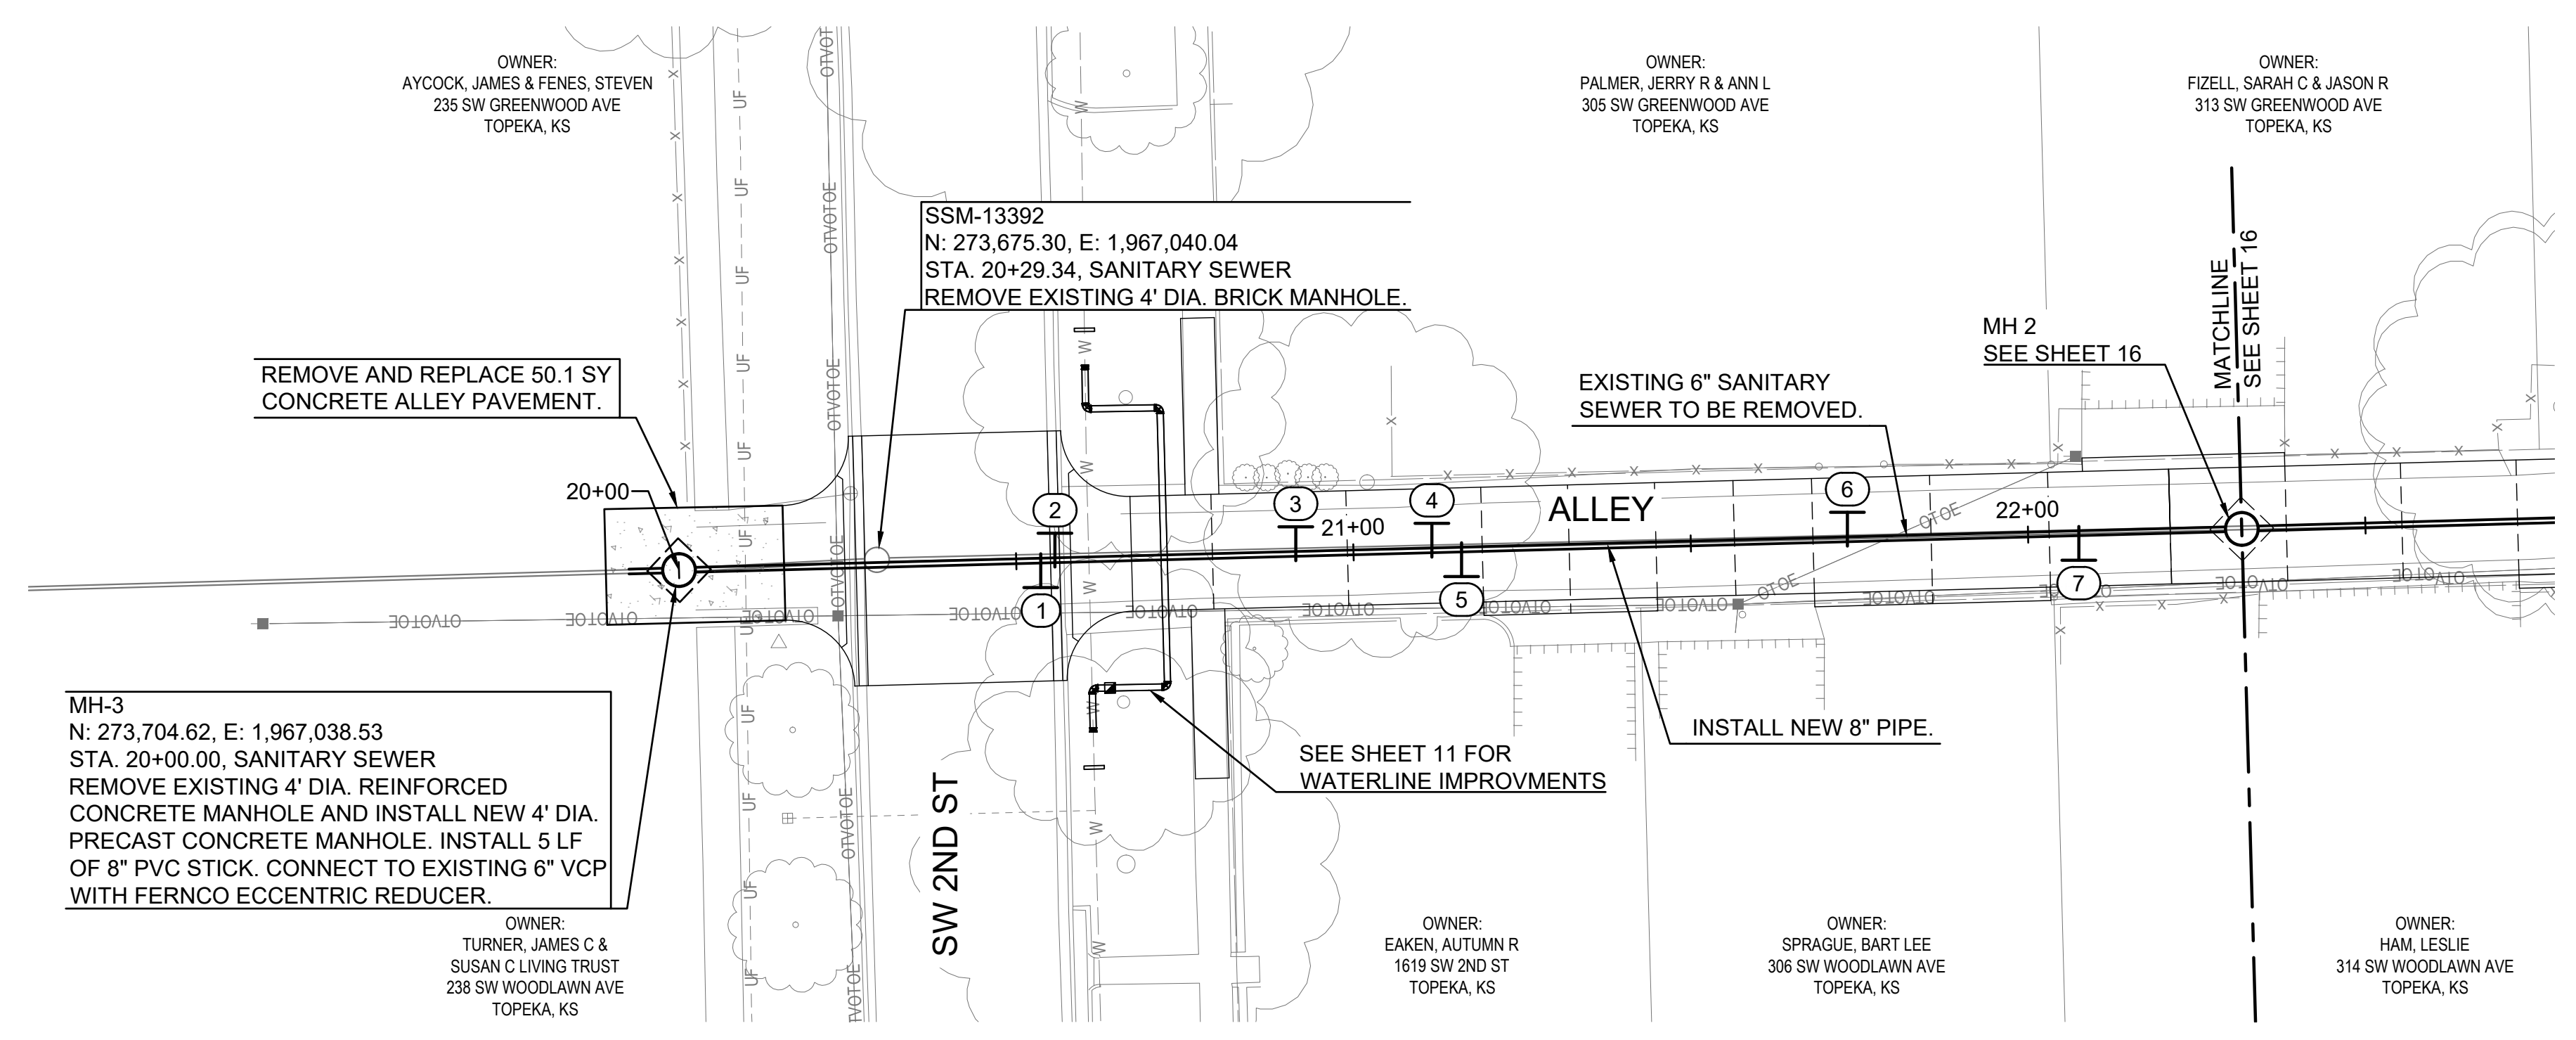 OWNER:
AYCOCK, JAMES & FENES, STEVEN
235 SW GREENWOOD AVE
TOPEKA, KS
OWNER:
PALMER, JERRY R & ANN L
305 SW GREENWOOD AVE
TOPEKA, KS
OWNER:
FIZELL, SARAH C & JASON R
313 SW GREENWOOD AVE
TOPEKA, KS
SSM-13392
N: 273,675.30, E: 1,967,040.04
STA. 20+29.34, SANITARY SEWER
REMOVE EXISTING 4' DIA. BRICK MANHOLE.
REMOVE AND REPLACE 50.1 SY
CONCRETE ALLEY PAVEMENT.
MH 2
SEE SHEET 16
MATCHLINE
SEE SHEET 16
EXISTING 6" SANITARY
SEWER TO BE REMOVED.
20+00
21+00
22+00
ALLEY
1
2
3
4
5
6
7
MH-3
N: 273,704.62, E: 1,967,038.53
STA. 20+00.00, SANITARY SEWER
REMOVE EXISTING 4' DIA. REINFORCED
CONCRETE MANHOLE AND INSTALL NEW 4' DIA.
PRECAST CONCRETE MANHOLE. INSTALL 5 LF
OF 8" PVC STICK. CONNECT TO EXISTING 6" VCP
WITH FERNCO ECCENTRIC REDUCER.
SW 2ND ST
SEE SHEET 11 FOR
WATERLINE IMPROVMENTS
INSTALL NEW 8" PIPE.
OWNER:
TURNER, JAMES C &
SUSAN C LIVING TRUST
238 SW WOODLAWN AVE
TOPEKA, KS
OWNER:
EAKEN, AUTUMN R
1619 SW 2ND ST
TOPEKA, KS
OWNER:
SPRAGUE, BART LEE
306 SW WOODLAWN AVE
TOPEKA, KS
OWNER:
HAM, LESLIE
314 SW WOODLAWN AVE
TOPEKA, KS